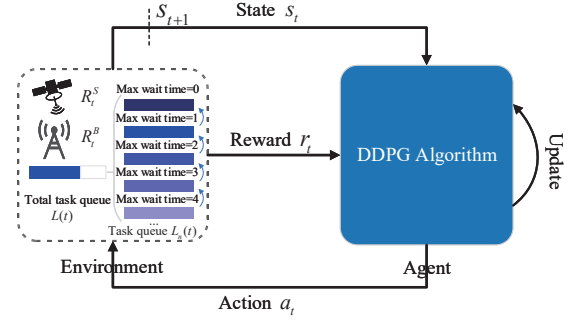 S_{t+1}
State s_t
Max wait time=0
R_t^S
Max wait time=1
R_t^B
Max wait time=2
Reward r_t
DDPG Algorithm
Update
Max wait time=3
Max wait time=4
Total task queue
L(t)
...
Task queue L_n(t)
Environment
Agent
Action a_t